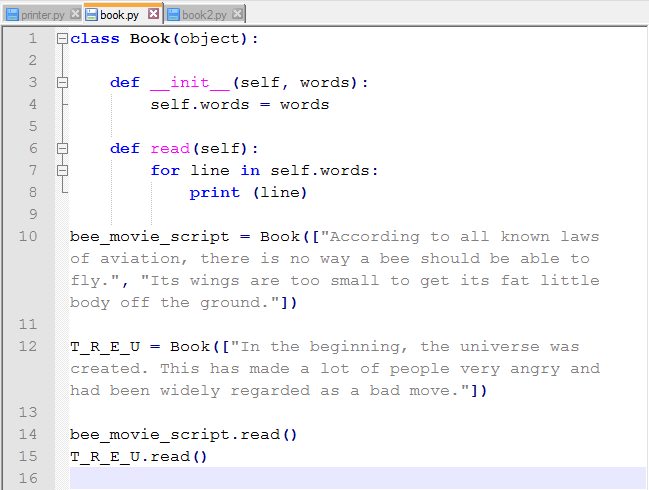 printer.py book.py book2.py
1 class Book(object):
2
3 def __init__(self, words):
4 self.words = words
5
6 def read(self):
7 for line in self.words:
8 print (line)
9
10 bee_movie_script = Book(["According to all known laws
of aviation, there is no way a bee should be able to
fly.", "Its wings are too small to get its fat little
body off the ground."])
11
12 T_R_E_U = Book(["In the beginning, the universe was
created. This has made a lot of people very angry and
had been widely regarded as a bad move."])
13
14 bee_movie_script.read()
15 T_R_E_U.read()
16